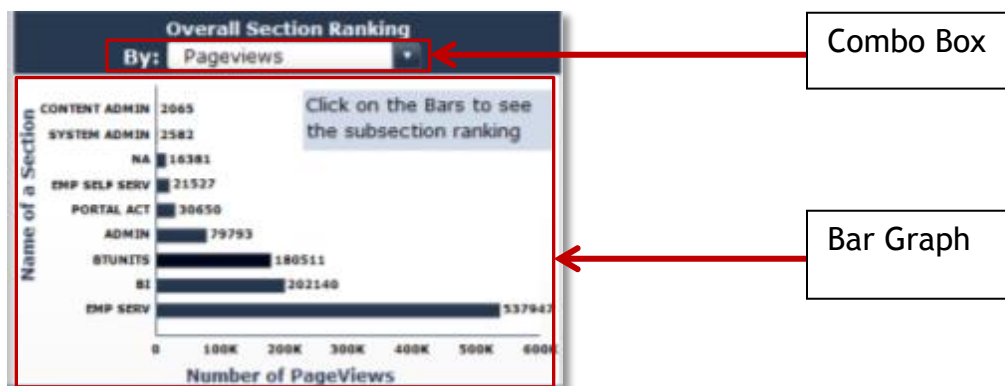 Overall Section Ranking
By: Pageviews
Combo Box
Click on the Bars to see
the subsection ranking
Name of a Section
CONTENT ADMIN 2065
SYSTEM ADMIN 2582
NA 16381
EMP SELF SERV 21527
PORTAL ACT 30650
ADMIN 79793
BTUNITS 180511
BI 202140
EMP SERV 537947
Bar Graph
0 100K 200K 300K 400K 500K 600K
Number of PageViews